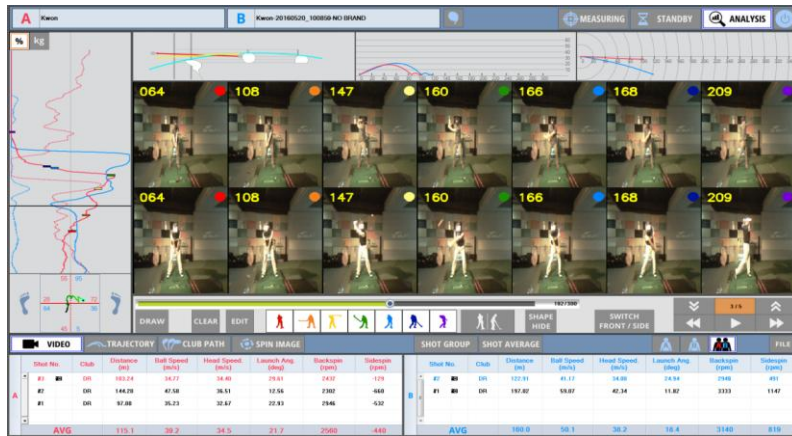 A Kwon B Kwon-20160520_100859-NO BRAND MEASURING STANDBY ANALYSIS
% kg
064 108 147 160 166 168 209
064 108 147 160 166 168 209
DRAW CLEAR EDIT SHAPE HIDE SWITCH FRONT / SIDE
VIDEO TRAJECTORY CLUB PATH SPIN IMAGE SHOT GROUP SHOT AVERAGE FILE
Shot No. Club Distance (m) Ball Speed (m/s) Head Speed (m/s) Launch Ang. (deg) Backspin (rpm) Sidespin (rpm)
A
#3 DR 103.24 34.77 34.40 29.61 2432 -129
#2 DR 144.28 47.58 36.51 12.56 2302 -660
#1 DR 97.88 35.23 32.67 22.93 2946 -532
AVG 115.1 39.2 34.5 21.7 2560 -440
Shot No. Club Distance (m) Ball Speed (m/s) Head Speed (m/s) Launch Ang. (deg) Backspin (rpm) Sidespin (rpm)
B
#2 DR 122.91 41.17 34.08 24.94 2948 491
#1 DR 197.02 59.07 42.34 11.82 3333 1147
AVG 160.0 50.1 38.2 18.4 3140 819